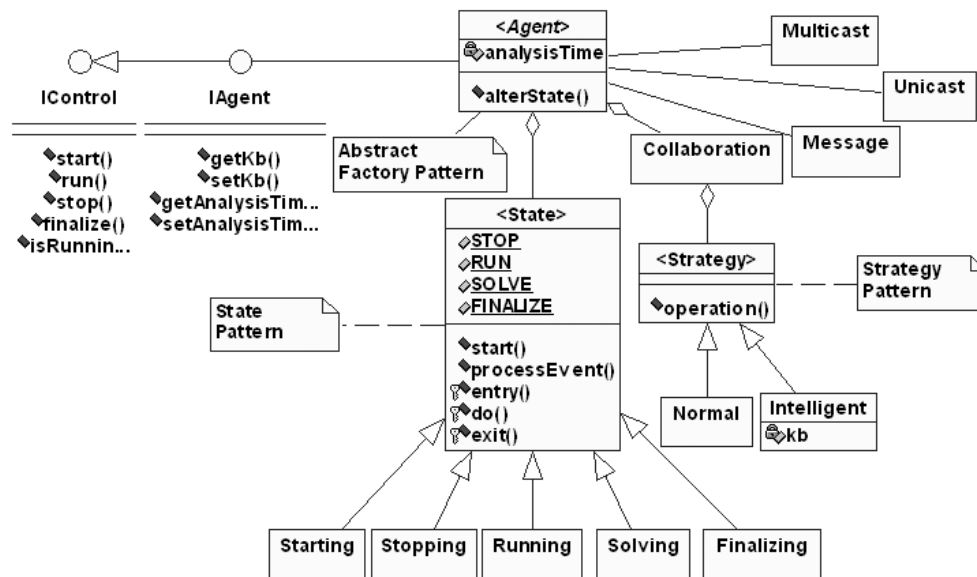 <Agent>
analysisTime
alterState()
Multicast
Unicast
Message
IControl
start()
run()
stop()
finalize()
isRunnin...
IAgent
getKb()
setKb()
getAnalysisTim...
setAnalysisTim...
Abstract
Factory Pattern
Collaboration
<State>
STOP
RUN
SOLVE
FINALIZE
start()
processEvent()
entry()
do()
exit()
State
Pattern
<Strategy>
operation()
Strategy
Pattern
Normal
Intelligent
kb
Starting
Stopping
Running
Solving
Finalizing